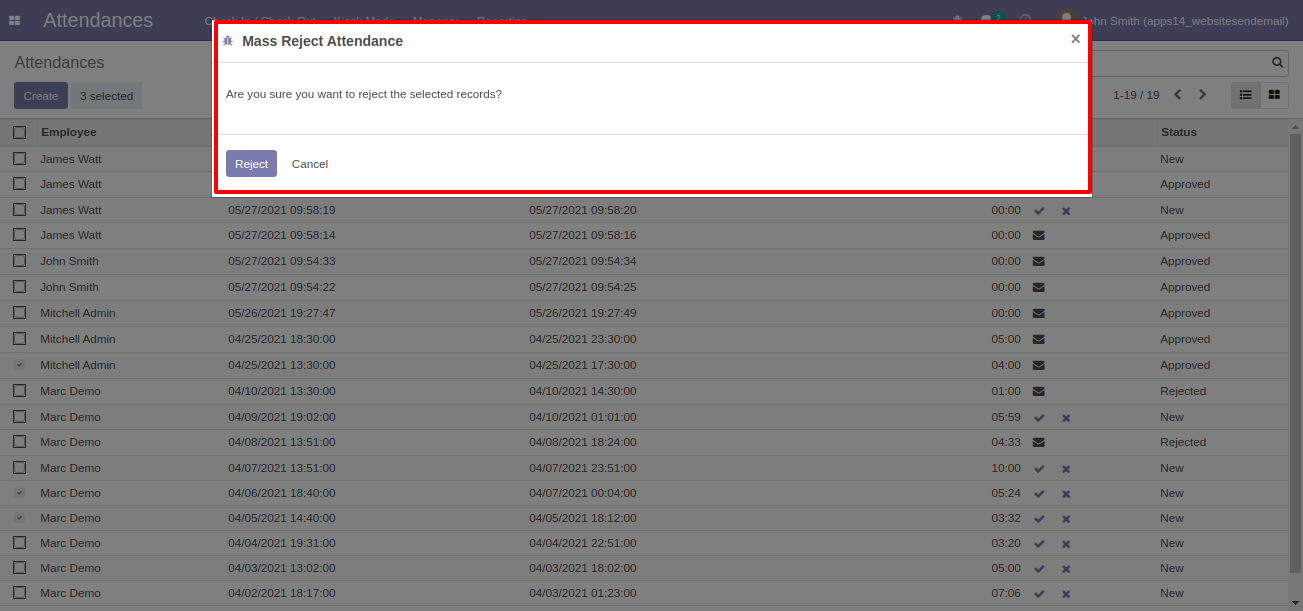 Attendances Check In / Check Out Kiosk Mode Manager Reporting 2 John Smith (apps14_websitesendemail)
Mass Reject Attendance ×
Attendances
Are you sure you want to reject the selected records?
Create 3 selected 1-19 / 19
Employee Status
James Watt New
Reject Cancel
James Watt Approved
James Watt 05/27/2021 09:58:19 05/27/2021 09:58:20 00:00 New
James Watt 05/27/2021 09:58:14 05/27/2021 09:58:16 00:00 Approved
John Smith 05/27/2021 09:54:33 05/27/2021 09:54:34 00:00 Approved
John Smith 05/27/2021 09:54:22 05/27/2021 09:54:25 00:00 Approved
Mitchell Admin 05/26/2021 19:27:47 05/26/2021 19:27:49 00:00 Approved
Mitchell Admin 04/25/2021 18:30:00 04/25/2021 23:30:00 05:00 Approved
Mitchell Admin 04/25/2021 13:30:00 04/25/2021 17:30:00 04:00 Approved
Marc Demo 04/10/2021 13:30:00 04/10/2021 14:30:00 01:00 Rejected
Marc Demo 04/09/2021 19:02:00 04/10/2021 01:01:00 05:59 New
Marc Demo 04/08/2021 13:51:00 04/08/2021 18:24:00 04:33 Rejected
Marc Demo 04/07/2021 13:51:00 04/07/2021 23:51:00 10:00 New
Marc Demo 04/06/2021 18:40:00 04/07/2021 00:04:00 05:24 New
Marc Demo 04/05/2021 14:40:00 04/05/2021 18:12:00 03:32 New
Marc Demo 04/04/2021 19:31:00 04/04/2021 22:51:00 03:20 New
Marc Demo 04/03/2021 13:02:00 04/03/2021 18:02:00 05:00 New
Marc Demo 04/02/2021 18:17:00 04/03/2021 01:23:00 07:06 New